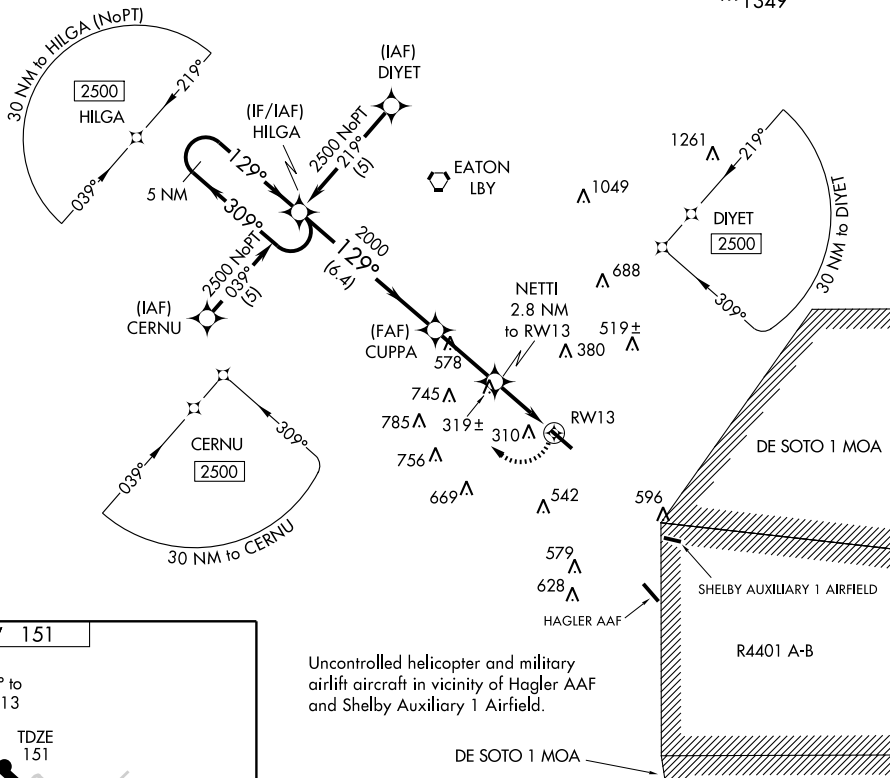 1349
30 NM to HILGA (NoPT)
2500
HILGA
219°
039°
(IAF)
DIYET
(IF/IAF)
HILGA
2500 NoPT
219°
(5)
129°
5 NM
309°
EATON
LBY
1261
1049
219°
DIYET
2500
30 NM to DIYET
309°
2500 NoPT
039°
(5)
(IAF)
CERNU
2000
129°
(6.4)
688
NETTI
2.8 NM
to RW13
519±
(FAF)
CUPPA
578
380
745
785
319±
310
RW13
756
669
542
596
CERNU
2500
039°
309°
30 NM to CERNU
DE SOTO 1 MOA
579
628
SHELBY AUXILIARY 1 AIRFIELD
HAGLER AAF
R4401 A-B
151
° to
13
TDZE
151
Uncontrolled helicopter and military
airlift aircraft in vicinity of Hagler AAF
and Shelby Auxiliary 1 Airfield.
DE SOTO 1 MOA